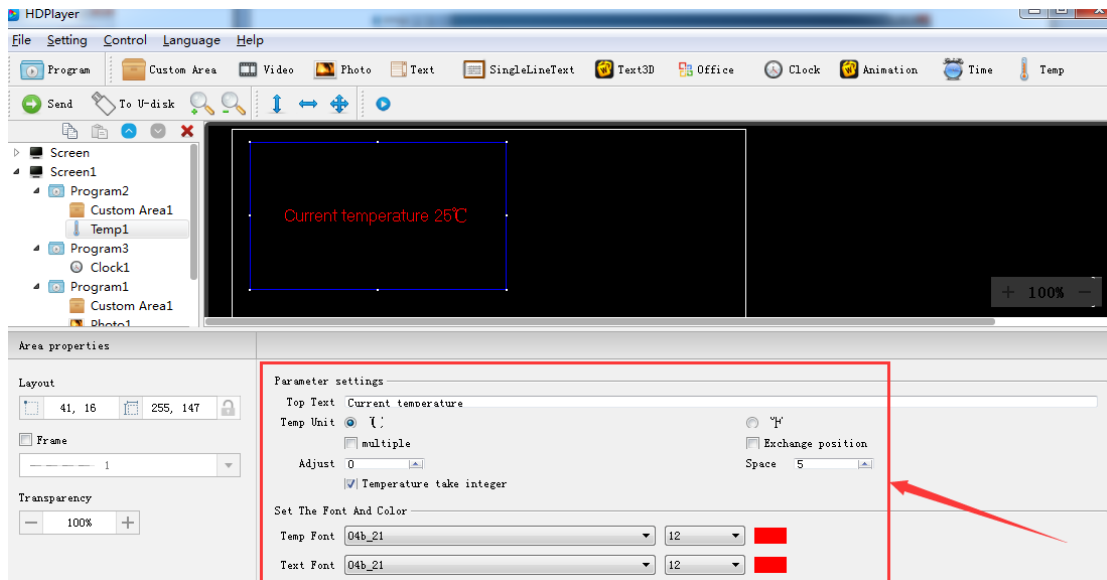 HDPlayer
File Setting Control Language Help
Program Custom Area Video Photo Text SingleLineText Text3D Office Clock Animation Time Temp
Send To U-disk
Screen
Screen1
Program2
Custom Area1
Temp1
Program3
Clock1
Program1
Custom Area1
Photo1
Current temperature 25℃
+ 100% −
Area properties
Layout
41, 16 255, 147
Frame
1
Transparency
— 100% +
Parameter settings
Top Text Current temperature
Temp Unit ℃ ℉
multiple Exchange position
Adjust 0 Space 5
Temperature take integer
Set The Font And Color
Temp Font 04b_21 12
Text Font 04b_21 12